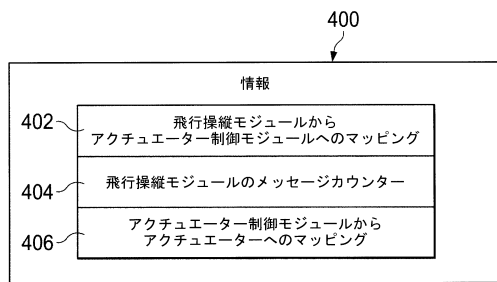 400
情報
402
飛行操縦モジュールから
アクチュエーター制御モジュールへのマッピング
404
飛行操縦モジュールのメッセージカウンター
406
アクチュエーター制御モジュールから
アクチュエーターへのマッピング